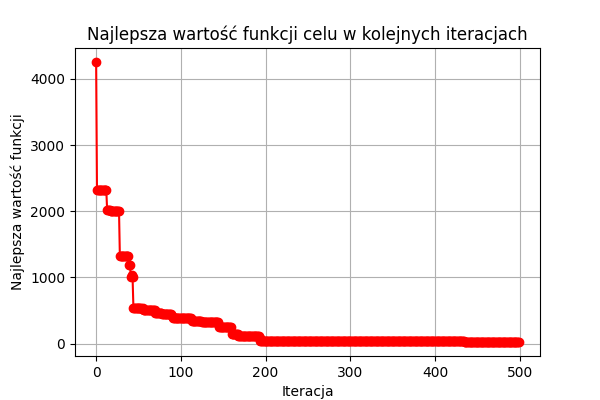 Najlepsza wartość funkcji celu w kolejnych iteracjach
Najlepsza wartość funkcji
4000
3000
2000
1000
0
0 100 200 300 400 500
Iteracja